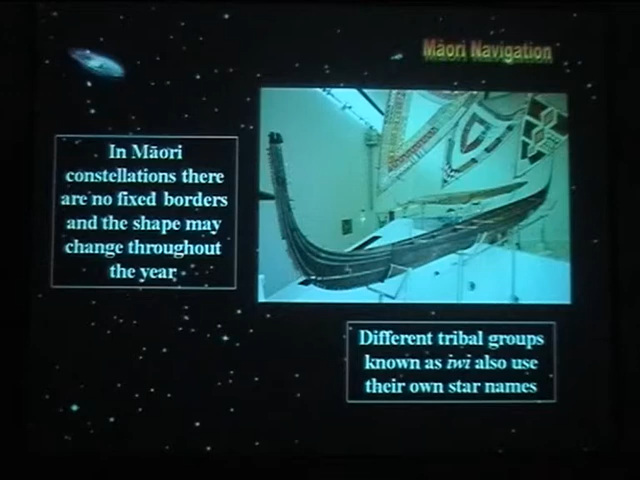 Māori Navigation
In Māori
constellations there
are no fixed borders
and the shape may
change throughout
the year
Different tribal groups
known as iwi also use
their own star names